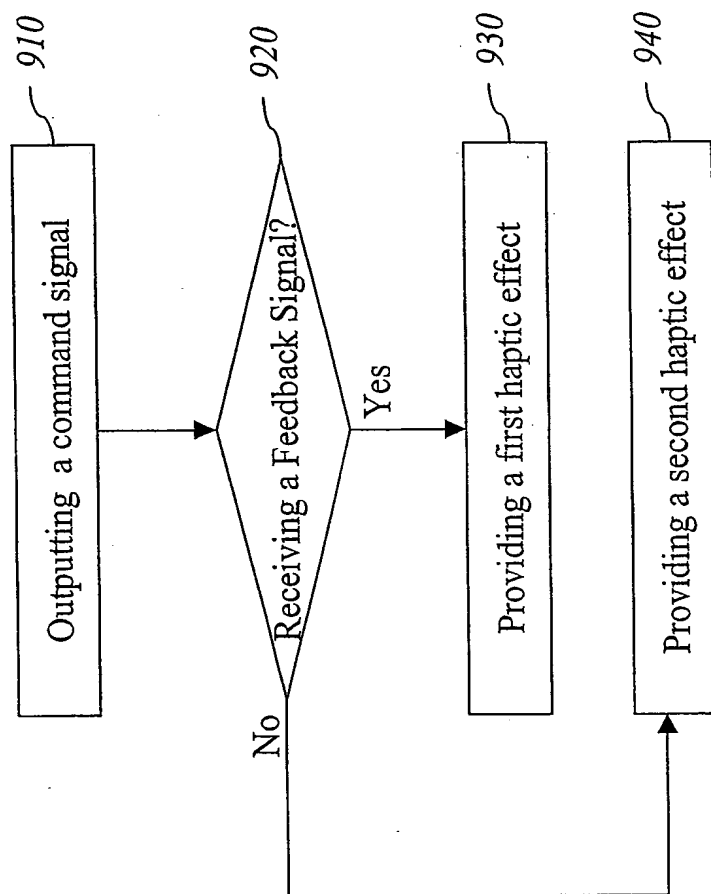 910
Outputting a command signal
920
Receiving a Feedback Signal?
No
Yes
930
Providing a first haptic effect
940
Providing a second haptic effect